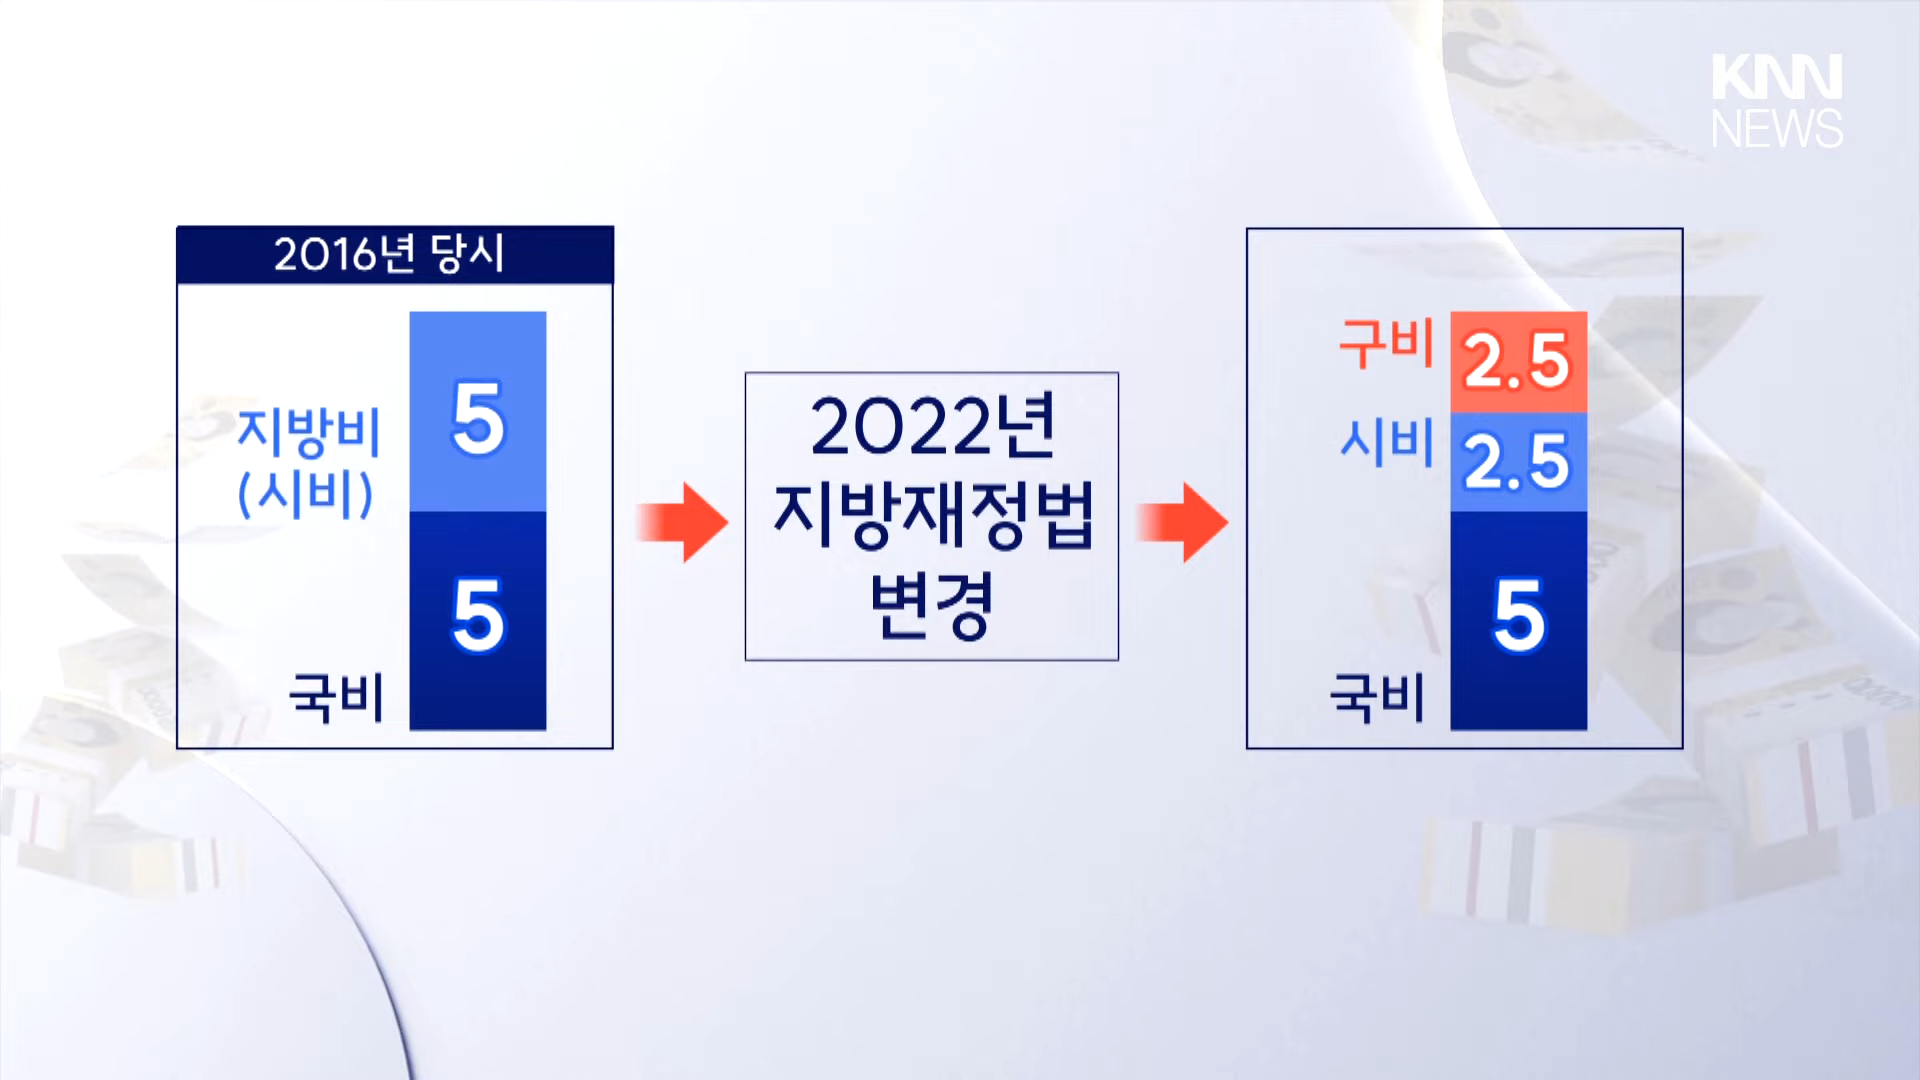 KNN
NEWS
2016년 당시
지방비
(시비)
5
5
국비
2022년
지방재정법
변경
구비
2.5
시비
2.5
5
국비